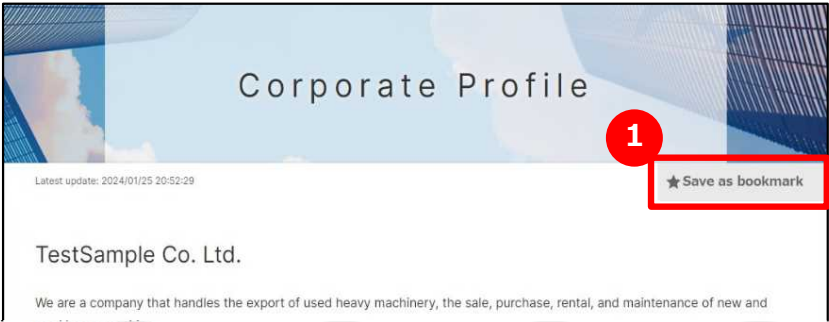 Corporate Profile
1
Latest update: 2024/01/25 20:52:29
★Save as bookmark
TestSample Co. Ltd.
We are a company that handles the export of used heavy machinery, the sale, purchase, rental, and maintenance of new and